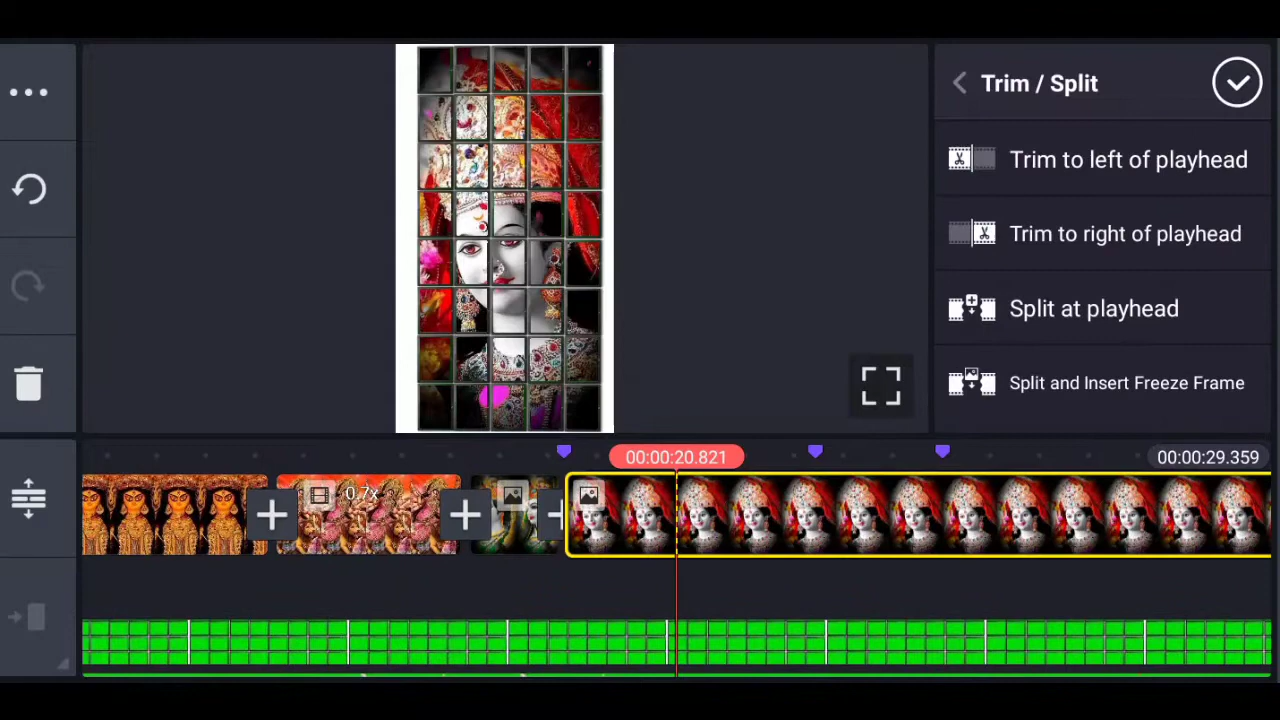 Trim / Split
Trim to left of playhead
Trim to right of playhead
Split at playhead
Split and Insert Freeze Frame
00:00:20.821
00:00:29.359
0.7x